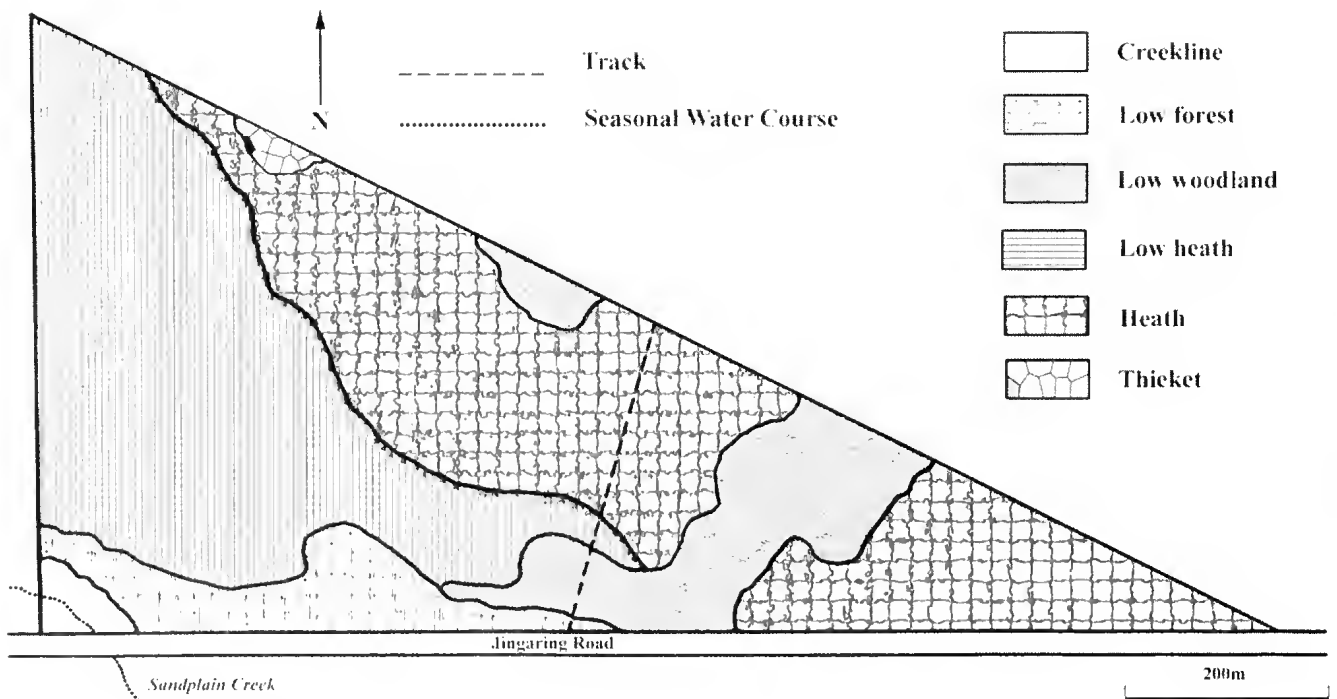 Creekline
Track
Low forest
N
Seasonal Water Course
Low woodland
Low heath
Heath
Thicket
Jingaring Road
200m
Sandplain Creek